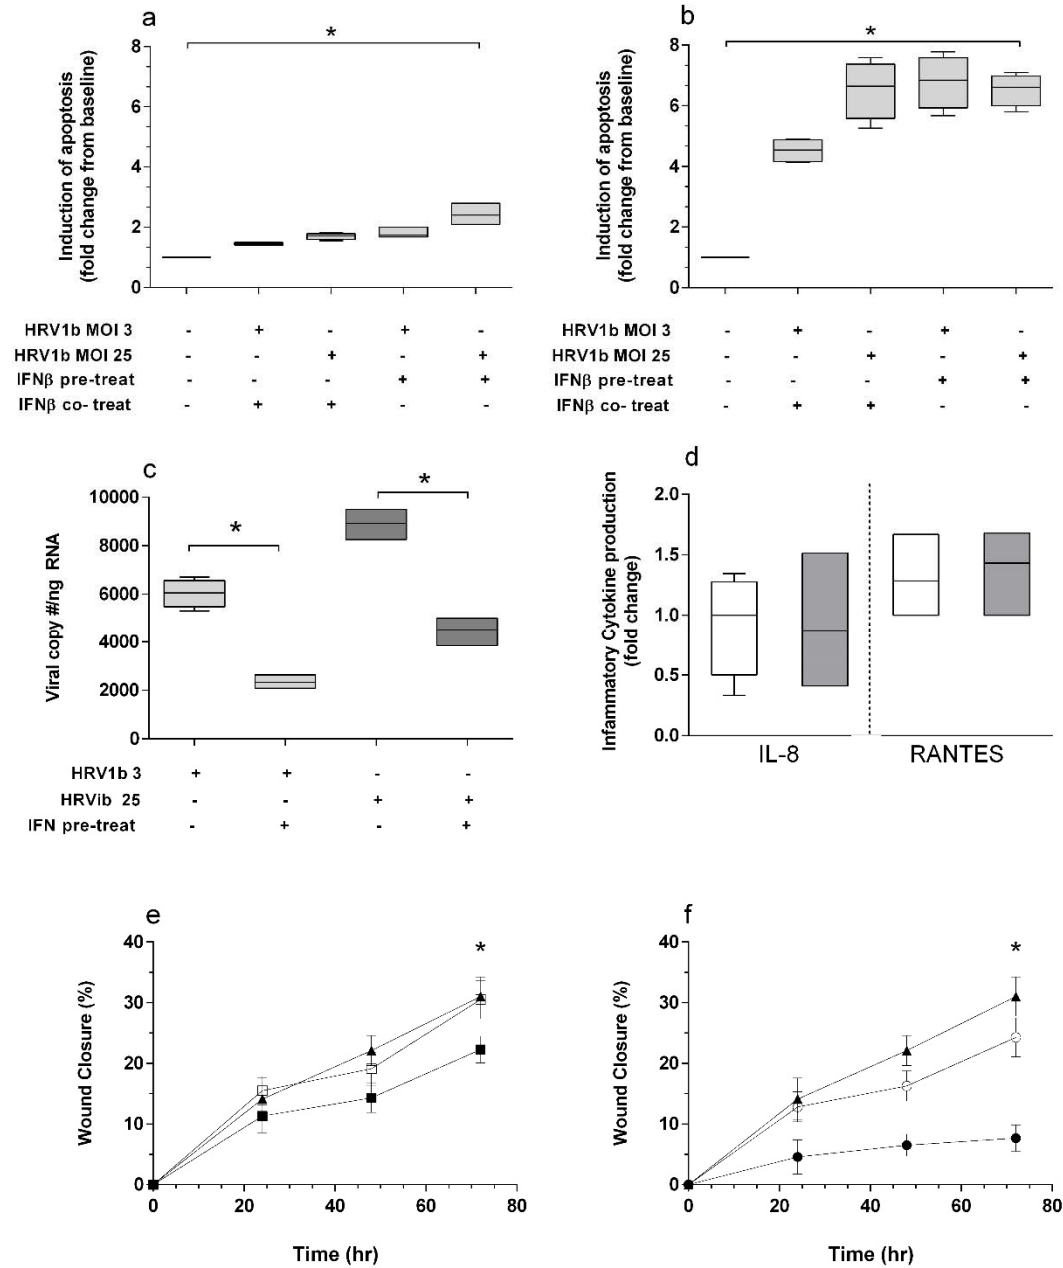 a
*
Induction of apoptosis
(fold change from baseline)
8
6
4
2
0
HRV1b MOI 3 - + - + -
HRV1b MOI 25 - - + - +
IFNβ pre-treat - - - + +
IFNβ co- treat - + + - -
b
*
Induction of apoptosis
(fold change from baseline)
8
6
4
2
0
HRV1b MOI 3 - + - + -
HRV1b MOI 25 - - + - +
IFNβ pre-treat - - - + +
IFNβ co- treat - + + - -
c
* *
Viral copy #/ng RNA
10000
8000
6000
4000
2000
0
HRV1b 3 + + - -
HRVib 25 - - + +
IFN pre-treat - + - +
d
Infammatory Cytokine production
(fold change)
2.0
1.5
1.0
0.5
0.0
IL-8 RANTES
e
*
Wound Closure (%)
40
30
20
10
0
0 20 40 60 80
Time (hr)
f
*
Wound Closure (%)
40
30
20
10
0
0 20 40 60 80
Time (hr)